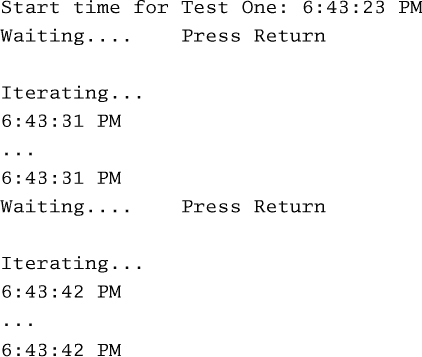 Start time for Test One: 6:43:23 PM
Waiting.... Press Return
Iterating...
6:43:31 PM
...
6:43:31 PM
Waiting.... Press Return
Iterating...
6:43:42 PM
...
6:43:42 PM